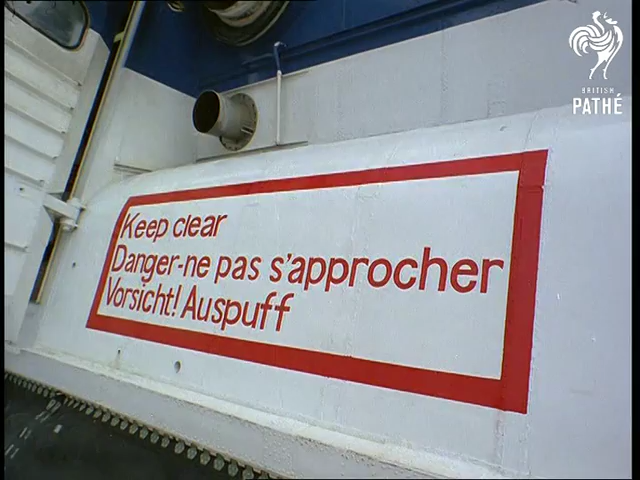 BRITISH
PATHÉ
Keep clear
Danger-ne pas s'approcher
Vorsicht! Auspuff